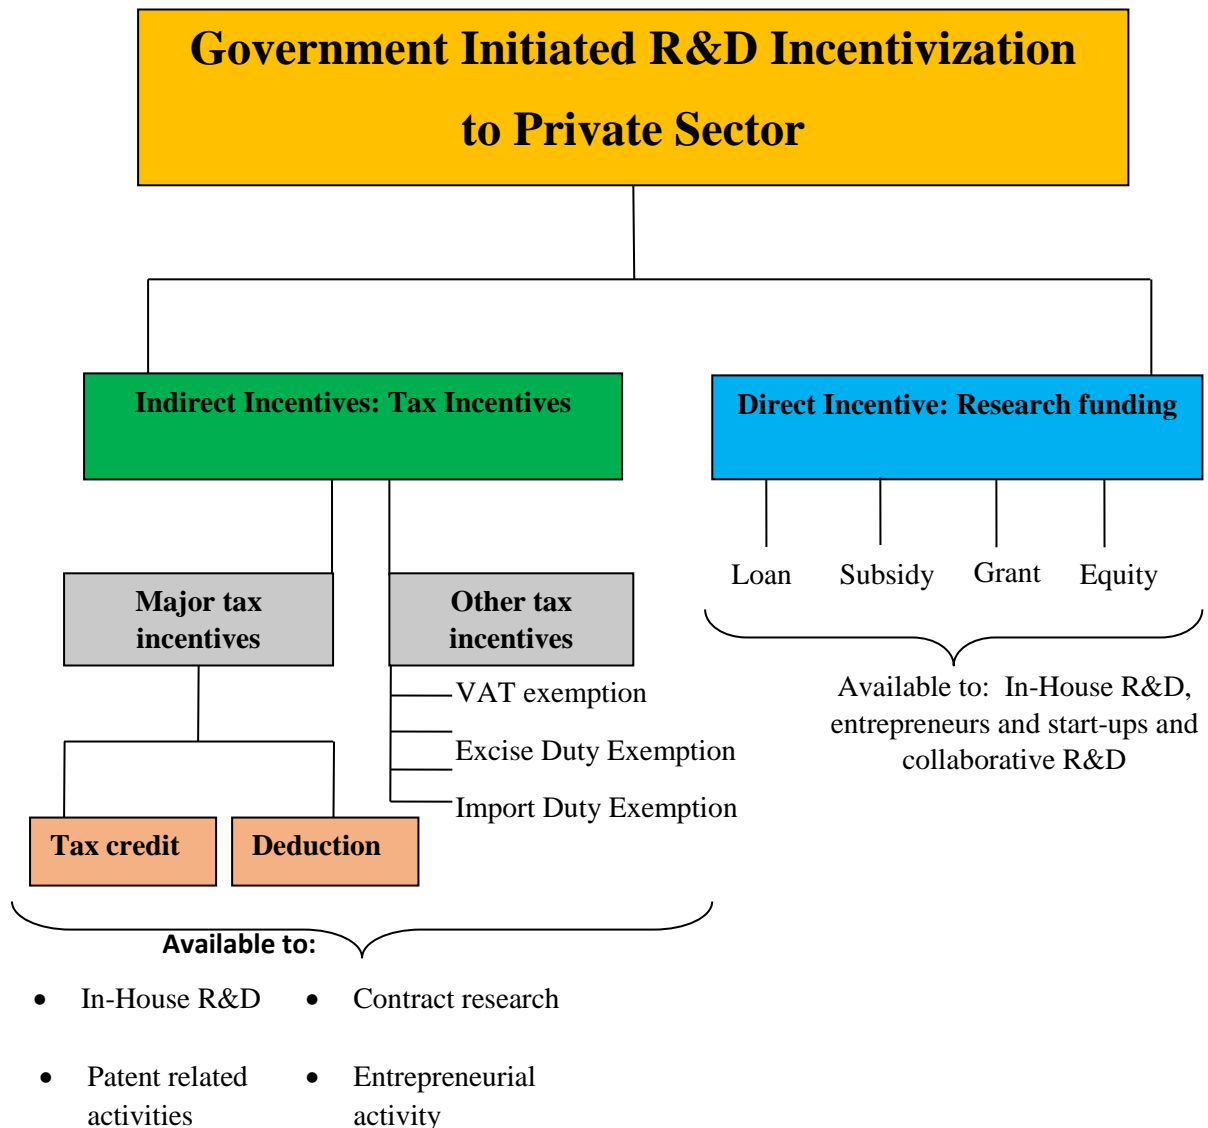 Government Initiated R&D Incentivization
to Private Sector
Indirect Incentives: Tax Incentives
Direct Incentive: Research funding
Loan
Subsidy
Grant
Equity
Major tax
incentives
Other tax
incentives
VAT exemption
Excise Duty Exemption
Import Duty Exemption
Available to:  In-House R&D,
entrepreneurs and start-ups and
collaborative R&D
Tax credit
Deduction
Available to:
• In-House R&D
• Contract research
• Patent related
activities
• Entrepreneurial
activity